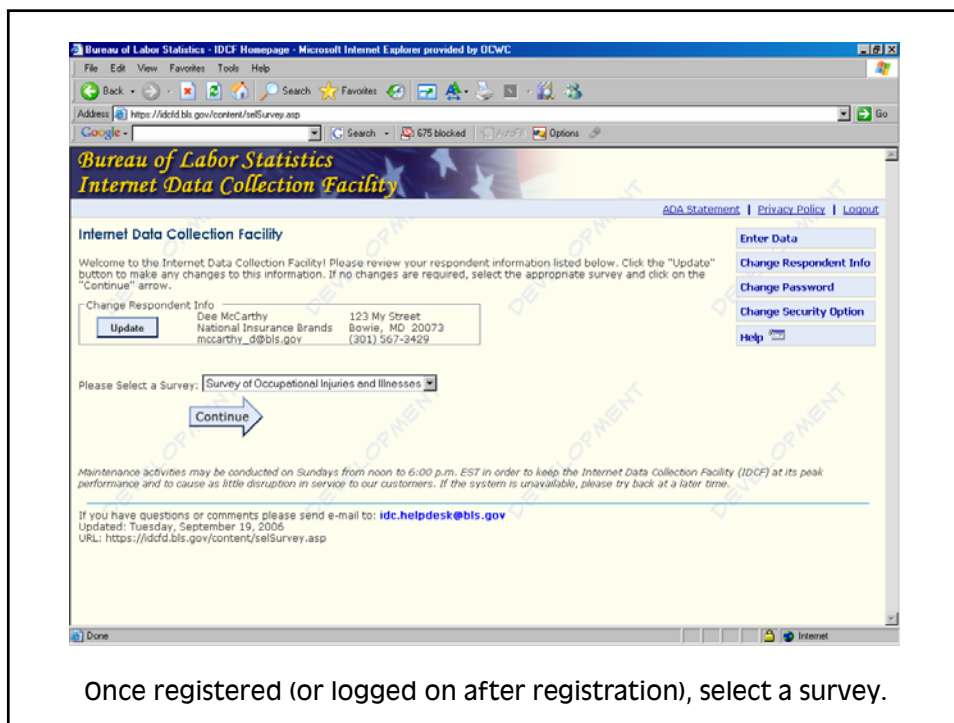 Bureau of Labor Statistics - IDCF Homepage - Microsoft Internet Explorer provided by OCWC
File Edit View Favorites Tools Help
Back Search Favorites
Address https://idcfd.bls.gov/content/selSurvey.asp Go
Google Search 675 blocked AutoFill Options
Bureau of Labor Statistics
Internet Data Collection Facility
ADA Statement | Privacy Policy | Logout
Internet Data Collection Facility
Welcome to the Internet Data Collection Facility! Please review your respondent information listed below. Click the "Update"
button to make any changes to this information. If no changes are required, select the appropriate survey and click on the
"Continue" arrow.
Change Respondent Info
Update
Dee McCarthy 123 My Street
National Insurance Brands Bowie, MD 20073
mccarthy_d@bls.gov (301) 567-3429
Enter Data
Change Respondent Info
Change Password
Change Security Option
Help
Please Select a Survey: Survey of Occupational Injuries and Illnesses
Continue
Maintenance activities may be conducted on Sundays from noon to 6:00 p.m. EST in order to keep the Internet Data Collection Facility (IDCF) at its peak
performance and to cause as little disruption in service to our customers. If the system is unavailable, please try back at a later time.
If you have questions or comments please send e-mail to: idc.helpdesk@bls.gov
Updated: Tuesday, September 19, 2006
URL: https://idcfd.bls.gov/content/selSurvey.asp
DEVELOPMENT
Done Internet
Once registered (or logged on after registration), select a survey.